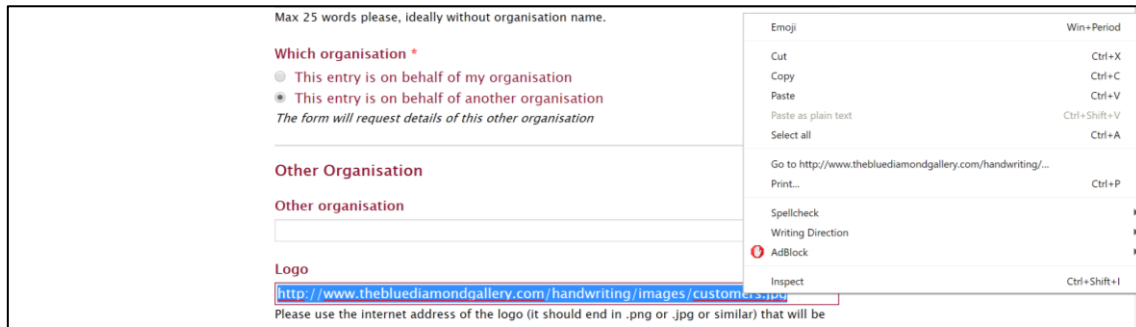 Max 25 words please, ideally without organisation name.
Which organisation *
This entry is on behalf of my organisation
This entry is on behalf of another organisation
The form will request details of this other organisation
Other Organisation
Other organisation
Logo
http://www.thebluediamondgallery.com/handwriting/images/customers.jpg
Please use the internet address of the logo (it should end in .png or .jpg or similar) that will be
Emoji Win+Period
Cut Ctrl+X
Copy Ctrl+C
Paste Ctrl+V
Paste as plain text Ctrl+Shift+V
Select all Ctrl+A
Go to http://www.thebluediamondgallery.com/handwriting/...
Print... Ctrl+P
Spellcheck
Writing Direction
AdBlock
Inspect Ctrl+Shift+I